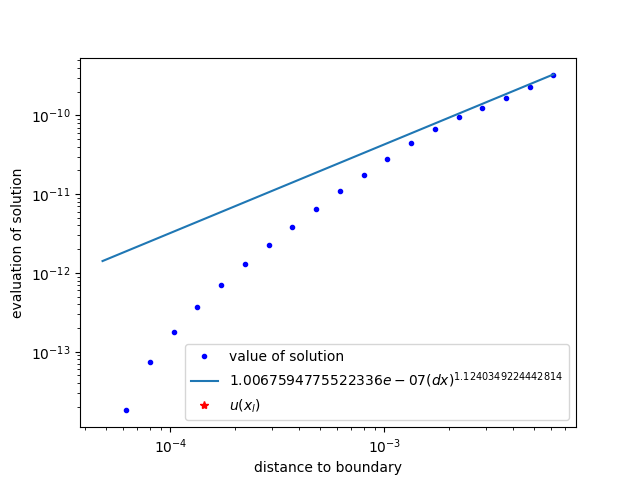 10⁻¹⁰
10⁻¹¹
10⁻¹²
10⁻¹³
evaluation of solution
value of solution
1.0067594775522336e − 07(dx)^1.1240349224442814
u(x_l)
10⁻⁴
10⁻³
distance to boundary